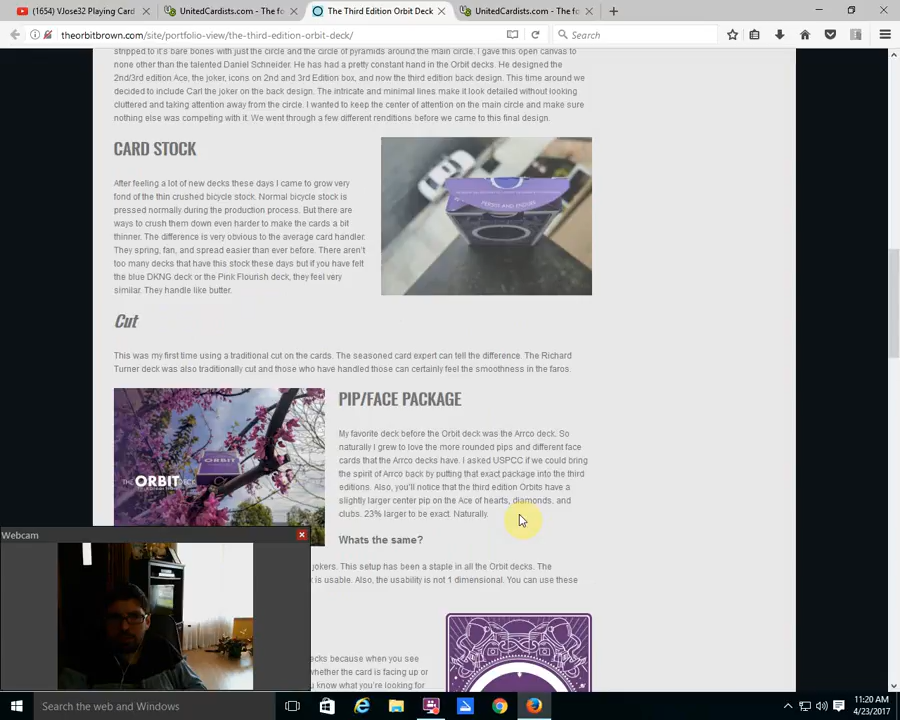 (1654) VJose32 Playing Card
UnitedCardists.com - The fo
The Third Edition Orbit Deck
UnitedCardists.com - The fo
theorbitbrown.com/site/portfolio-view/the-third-edition-orbit-deck/
Search
stripped to it's bare bones with just the circle and the circle of pyramids around the main circle. I gave this open canvas to
none other than the talented Daniel Schneider. He has had a pretty constant hand in the Orbit decks. He designed the
2nd/3rd edition Ace, the joker, icons on 2nd and 3rd Edition box, and now the third edition back design. This time around we
decided to include Carl the joker on the back design. The intricate and minimal lines make it look detailed without looking
cluttered and taking attention away from the circle. I wanted to keep the center of attention on the main circle and make sure
nothing else was competing with it. We went through a few different renditions before we came to this final design.
CARD STOCK
After feeling a lot of new decks these days I came to grow very
fond of the thin crushed bicycle stock. Normal bicycle stock is
pressed normally during the production process. But there are
ways to crush them down even harder to make the cards a bit
thinner. The difference is very obvious to the average card handler.
They spring, fan, and spread easier than ever before. There aren't
too many decks that have this stock these days but if you have felt
the blue DKNG deck or the Pink Flourish deck, they feel very
similar. They handle like butter.
PERSIST AND ENDURE
Cut
This was my first time using a traditional cut on the cards. The seasoned card expert can tell the difference. The Richard
Turner deck was also traditionally cut and those who have handled those can certainly feel the smoothness in the faros.
ORBIT
THE ORBIT
PIP/FACE PACKAGE
My favorite deck before the Orbit deck was the Arrco deck. So
naturally I grew to love the more rounded pips and different face
cards that the Arrco decks have. I asked USPCC if we could bring
the spirit of Arrco back by putting that exact package into the third
editions. Also, you'll notice that the third edition Orbits have a
slightly larger center pip on the Ace of hearts, diamonds, and
clubs. 23% larger to be exact. Naturally.
Whats the same?
jokers. This setup has been a staple in all the Orbit decks. The
is usable. Also, the usability is not 1 dimensional. You can use these
ecks because when you see
whether the card is facing up or
you know what you're looking for
Webcam
Search the web and Windows
11:20 AM
4/23/2017